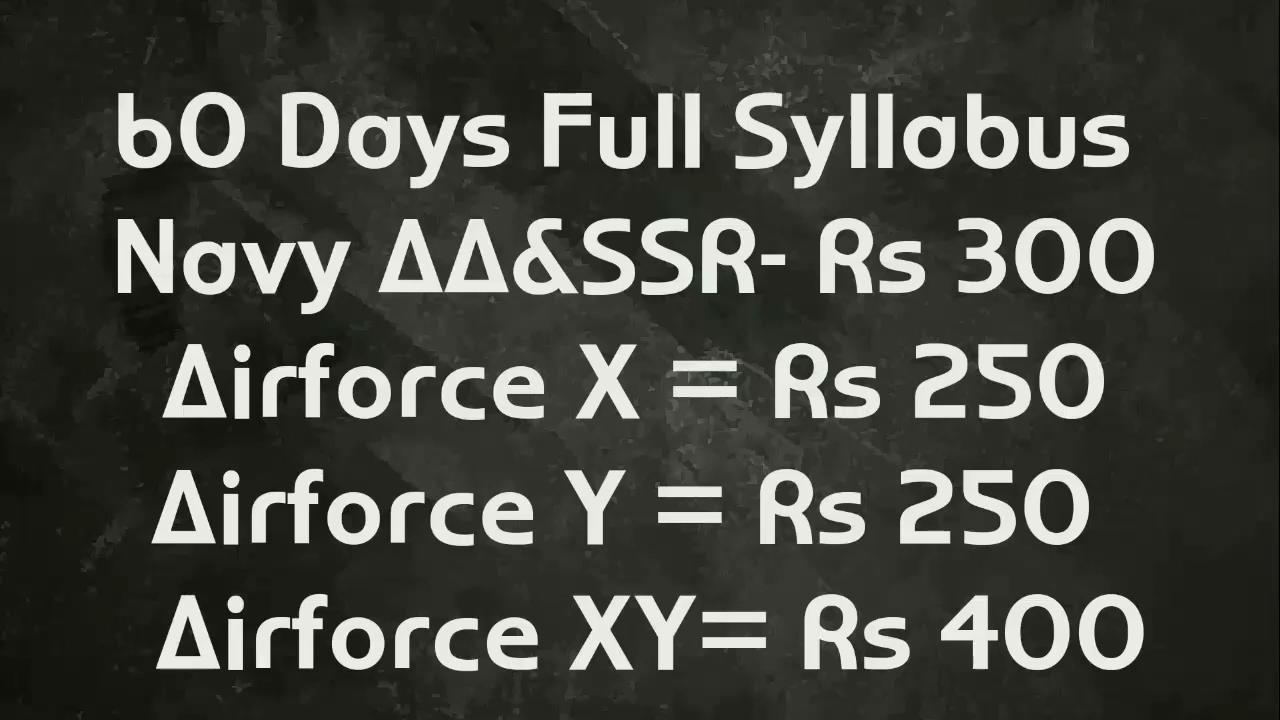 60 Days Full Syllabus
Navy AA&SSR- Rs 300
Airforce X = Rs 250
Airforce Y = Rs 250
Airforce XY= Rs 400